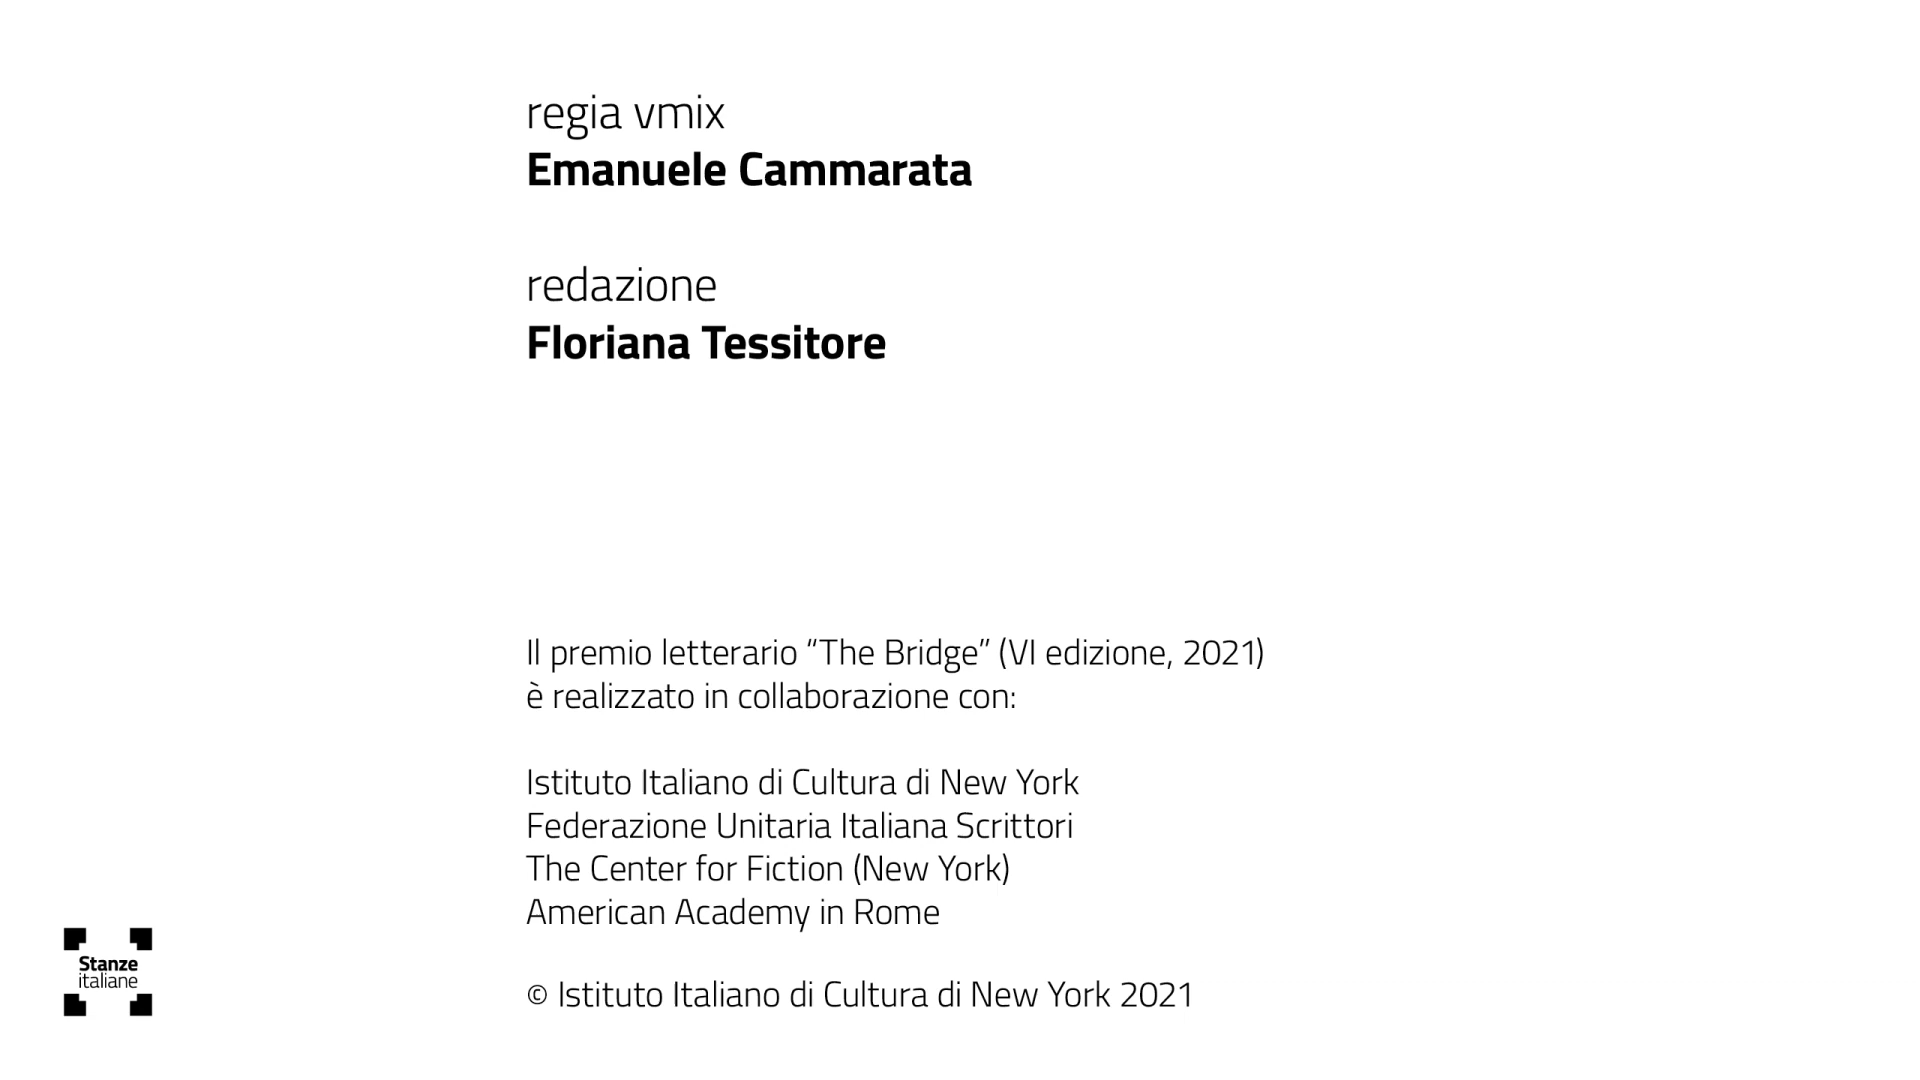 regia vmix
Emanuele Cammarata
redazione
Floriana Tessitore
Il premio letterario “The Bridge” (VI edizione, 2021)
è realizzato in collaborazione con:
Istituto Italiano di Cultura di New York
Federazione Unitaria Italiana Scrittori
The Center for Fiction (New York)
American Academy in Rome
© Istituto Italiano di Cultura di New York 2021
Stanze
italiane